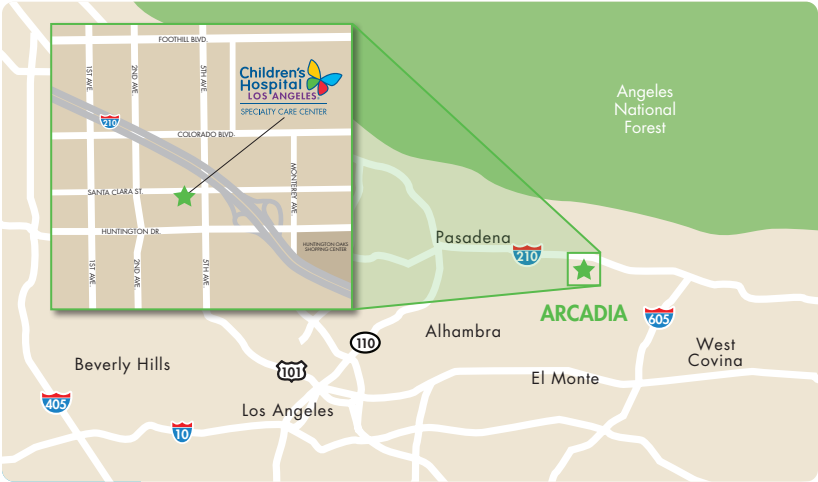 FOOTHILL BLVD.
1ST AVE.
2ND AVE.
5TH AVE.
Children's
Hospital
LOS ANGELES
SPECIALTY CARE CENTER
210
COLORADO BLVD.
SANTA CLARA ST.
MONTEREY AVE.
HUNTINGTON DR.
HUNTINGTON OAKS
SHOPPING CENTER
1ST AVE.
2ND AVE.
5TH AVE.
Angeles
National
Forest
Pasadena
210
ARCADIA
605
Alhambra
110
West
Covina
Beverly Hills
101
El Monte
405
Los Angeles
10